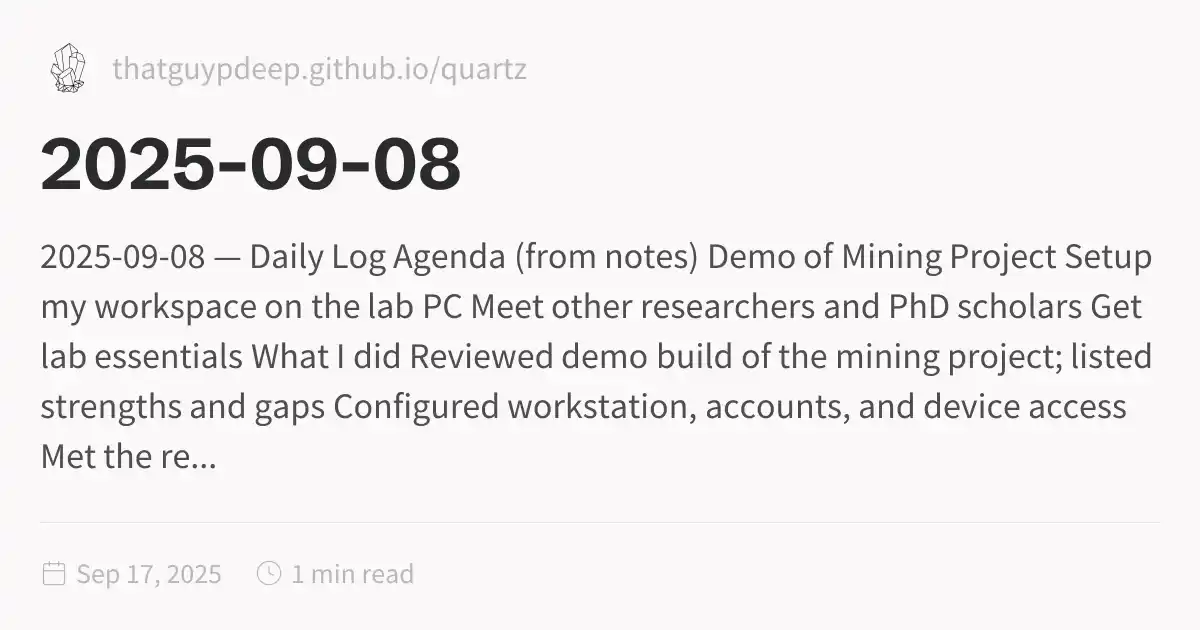 thatguypdeep.github.io/quartz
2025-09-08
2025-09-08 — Daily Log Agenda (from notes) Demo of Mining Project Setup
my workspace on the lab PC Meet other researchers and PhD scholars Get
lab essentials What I did Reviewed demo build of the mining project; listed
strengths and gaps Configured workstation, accounts, and device access
Met the re...
Sep 17, 2025 1 min read